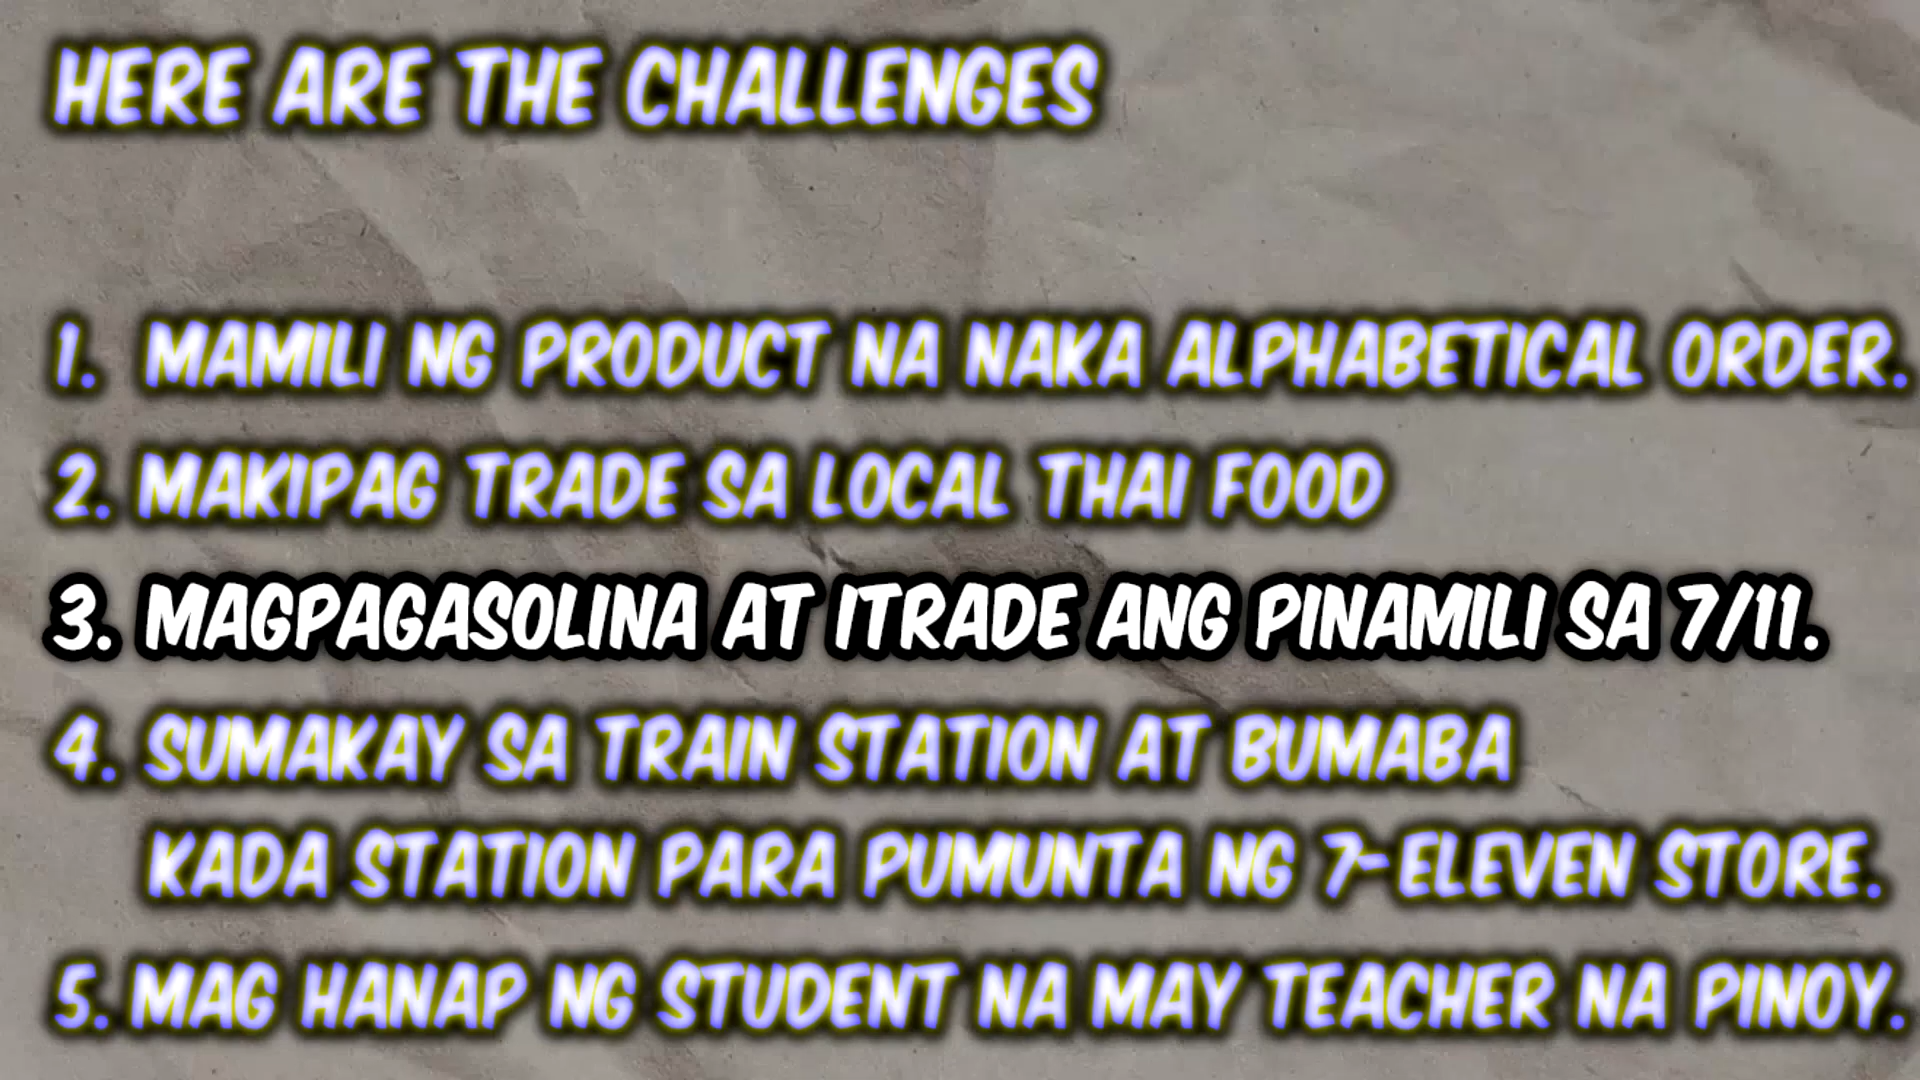 HERE ARE THE CHALLENGES
1. MAMILI NG PRODUCT NA NAKA ALPHABETICAL ORDER.
2. MAKIPAG TRADE SA LOCAL THAI FOOD
3. MAGPAGASOLINA AT ITRADE ANG PINAMILI SA 7/11.
4. SUMAKAY SA TRAIN STATION AT BUMABA
KADA STATION PARA PUMUNTA NG 7-ELEVEN STORE.
5. MAG HANAP NG STUDENT NA MAY TEACHER NA PINOY.